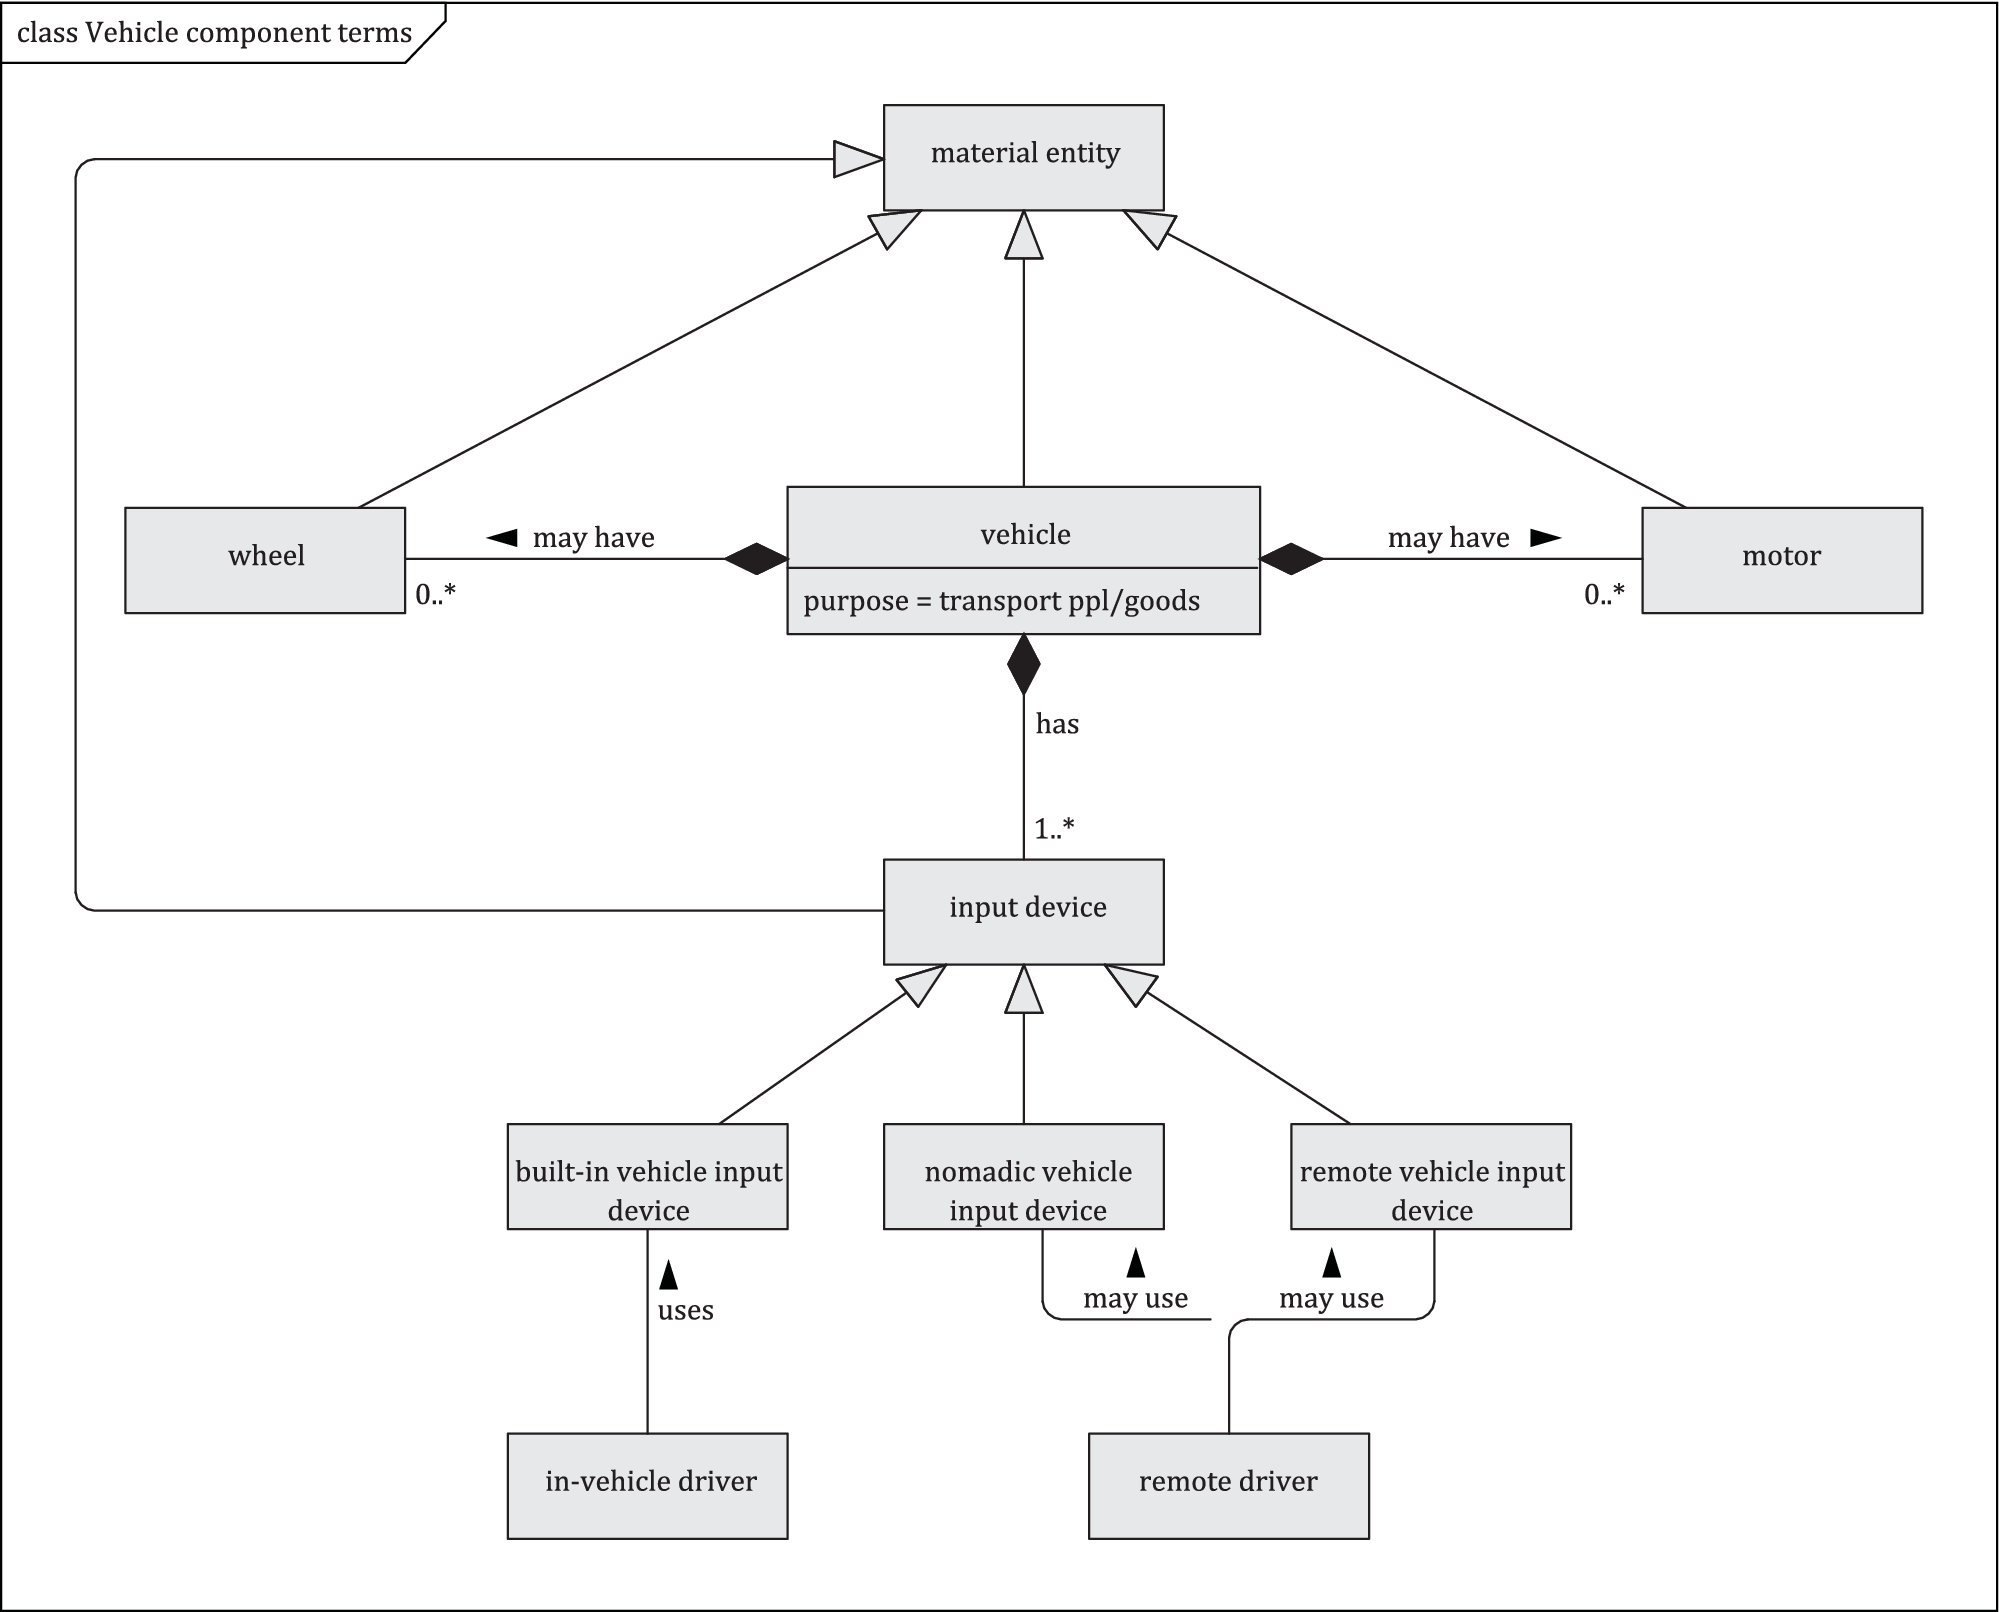 class Vehicle component terms
material entity
wheel
may have
0..*
vehicle
purpose = transport ppl/goods
may have
0..*
motor
has
1..*
input device
built-in vehicle input
device
nomadic vehicle
input device
remote vehicle input
device
uses
may use
may use
in-vehicle driver
remote driver